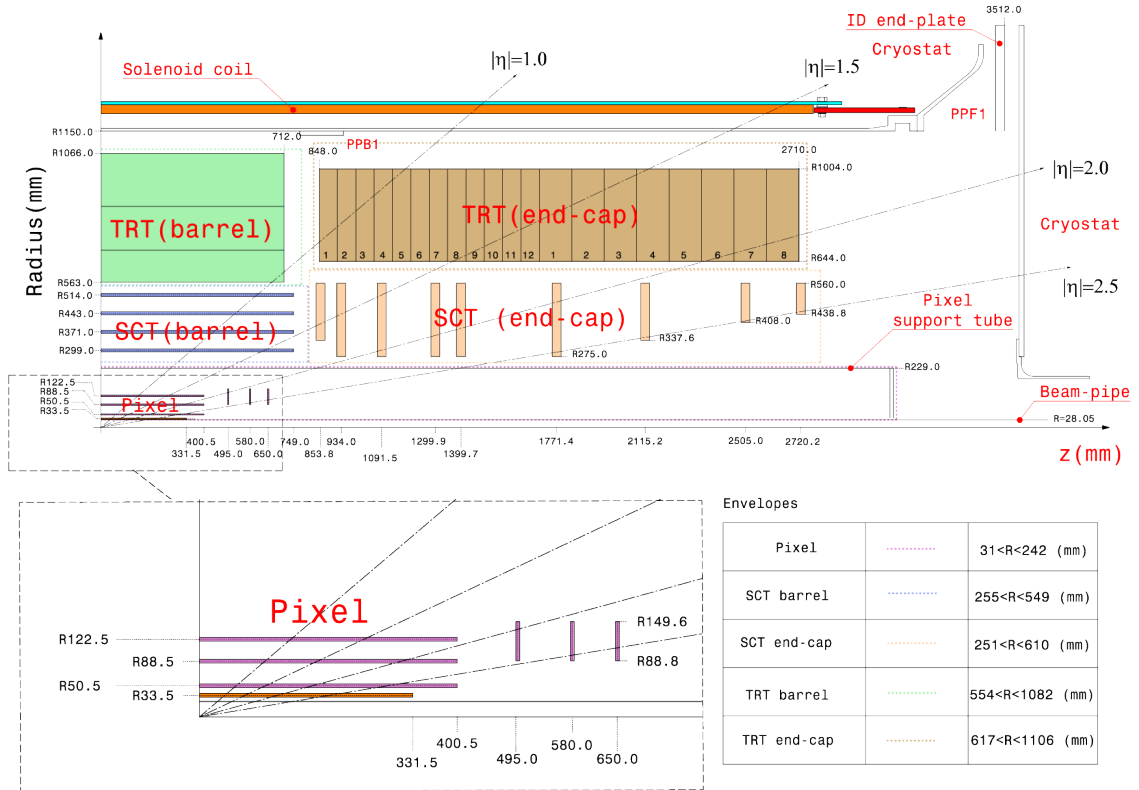 3512.0
ID end-plate
Cryostat
|η|=1.0
|η|=1.5
Solenoid coil
PPF1
R1150.0
712.0
PPB1
848.0
2710.0
R1066.0
R1004.0
|η|=2.0
Radius(mm)
TRT(barrel)
TRT(end-cap)
Cryostat
1 2 3 4 5 6 7 8 9 10 11 12 1 2 3 4 5 6 7 8
R644.0
R563.0
R560.0
|η|=2.5
R514.0
R443.0
R371.0
R299.0
SCT(barrel)
SCT (end-cap)
R438.8
R408.0
R337.6
R275.0
Pixel
support tube
R229.0
R122.5
R88.5
R50.5
R33.5
Pixel
Beam-pipe
R=28.05
400.5 580.0 749.0 934.0 1299.9 1771.4 2115.2 2505.0 2720.2
331.5 495.0 650.0 853.8 1091.5 1399.7
z(mm)
Pixel
R122.5
R88.5
R50.5
R33.5
R149.6
R88.8
400.5 580.0
331.5 495.0 650.0
Envelopes
Pixel 31<R<242 (mm)
SCT barrel 255<R<549 (mm)
SCT end-cap 251<R<610 (mm)
TRT barrel 554<R<1082 (mm)
TRT end-cap 617<R<1106 (mm)